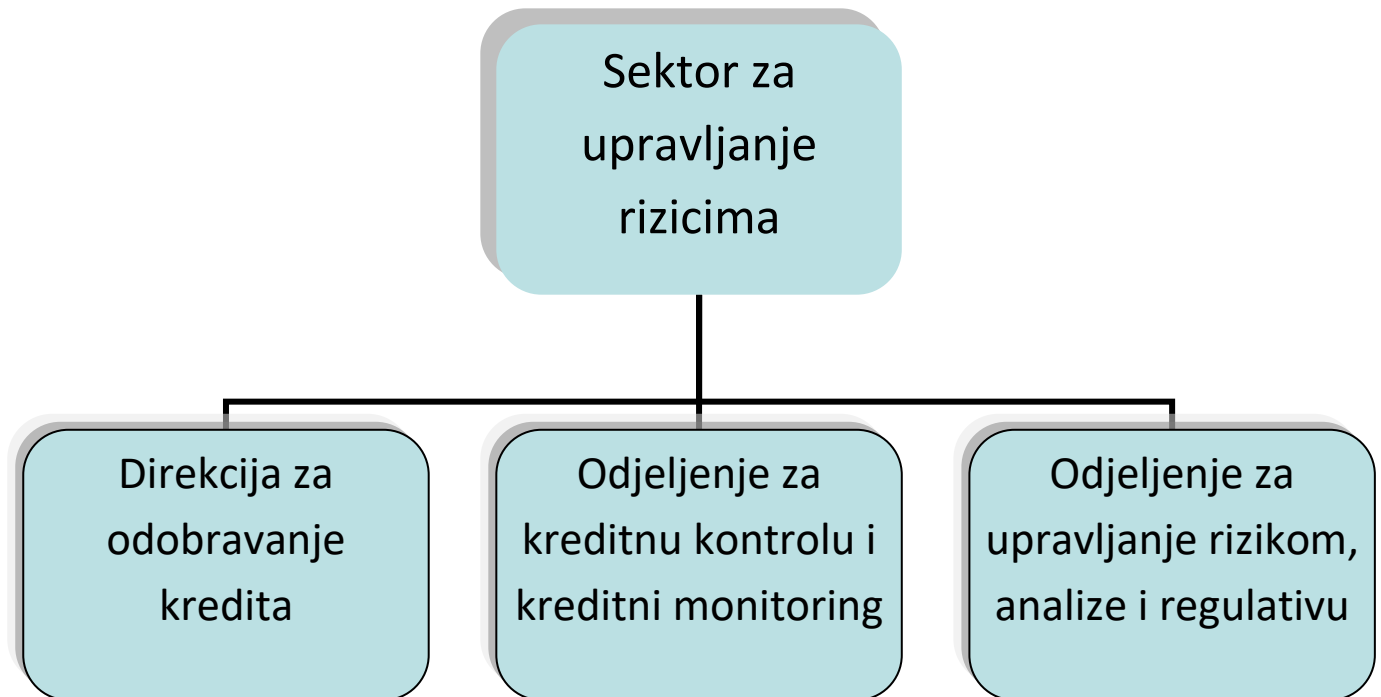 Sektor za
upravljanje
rizicima
Direkcija za
odobravanje
kredita
Odjeljenje za
kreditnu kontrolu i
kreditni monitoring
Odjeljenje za
upravljanje rizikom,
analize i regulativu